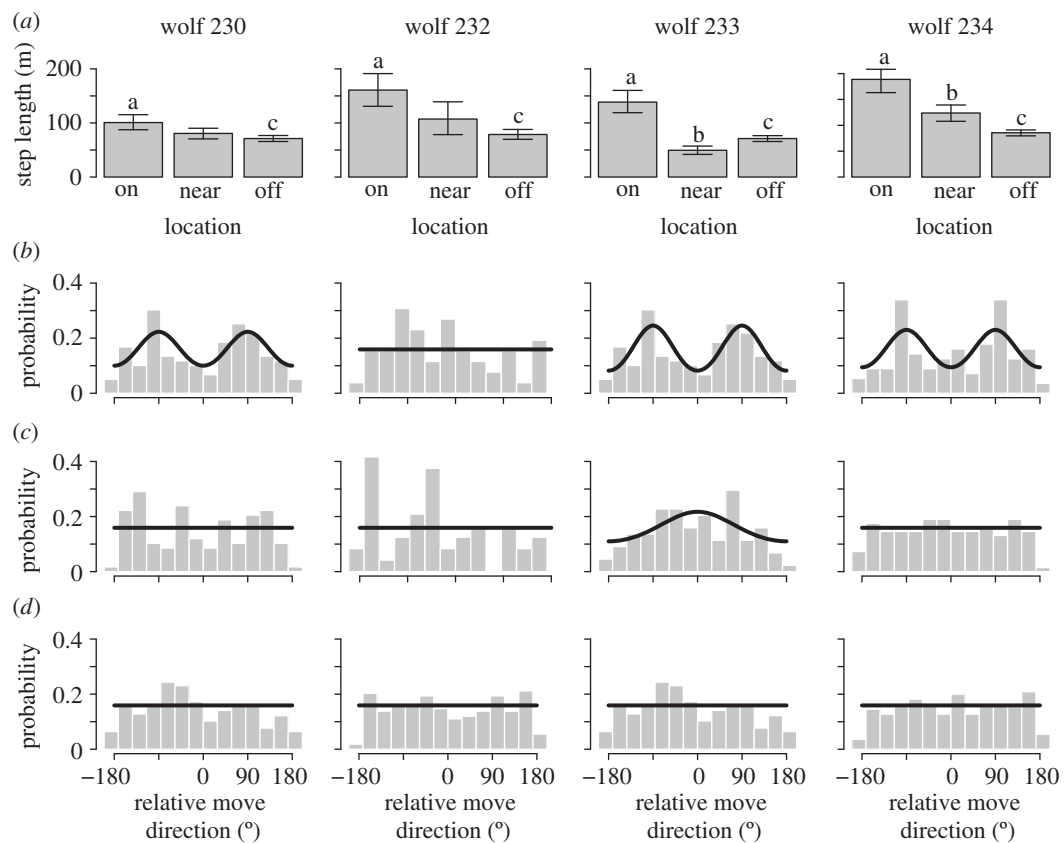 (a)
wolf 230 wolf 232 wolf 233 wolf 234
step length (m)
200
100
0
a c
a c
a b c
a b c
on near off on near off on near off on near off
location location location location
(b)
probability
0.4
0.2
0
(c)
probability
0.4
0.2
0
(d)
probability
0.4
0.2
0
−180 0 180 −180 0 90 180 −180 0 90 180 −180 0 90 180
relative move relative move relative move relative move
direction (º) direction (º) direction (º) direction (º)